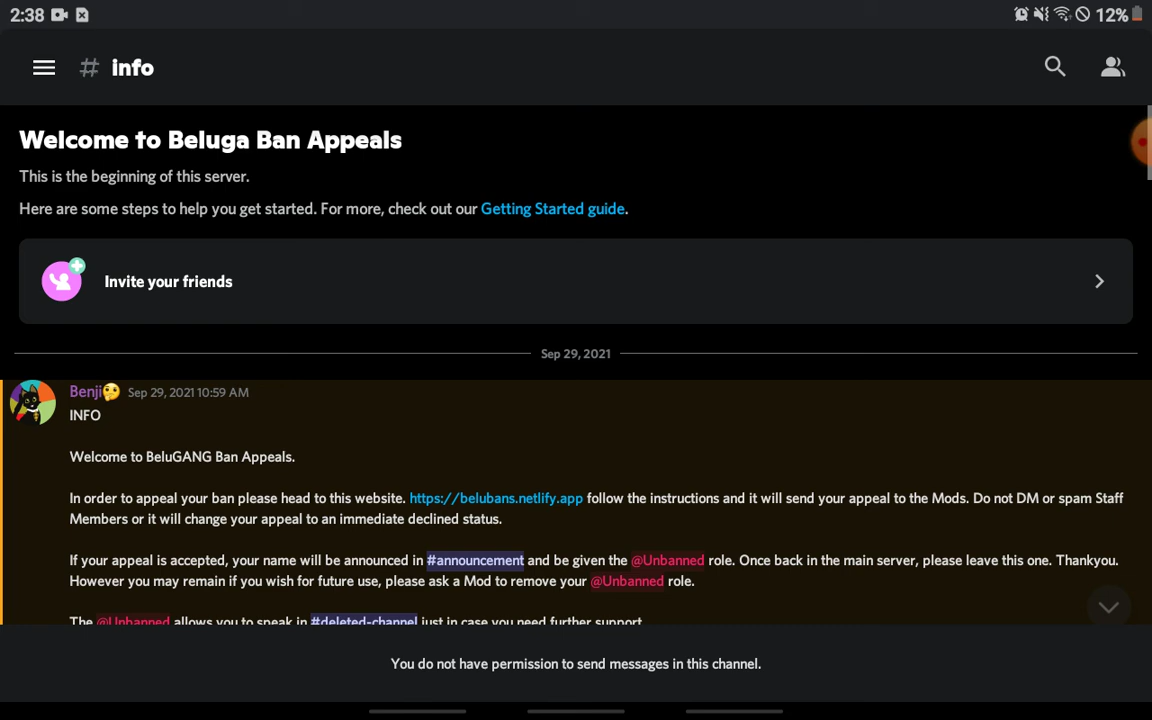 2:38 12%
# info
Welcome to Beluga Ban Appeals
This is the beginning of this server.
Here are some steps to help you get started. For more, check out our Getting Started guide.
Invite your friends
Sep 29, 2021
Benji🤔 Sep 29, 2021 10:59 AM
INFO
Welcome to BeluGANG Ban Appeals.
In order to appeal your ban please head to this website. https://belubans.netlify.app follow the instructions and it will send your appeal to the Mods. Do not DM or spam Staff
Members or it will change your appeal to an immediate declined status.
If your appeal is accepted, your name will be announced in #announcement and be given the @Unbanned role. Once back in the main server, please leave this one. Thankyou.
However you may remain if you wish for future use, please ask a Mod to remove your @Unbanned role.
The @Unbanned allows you to speak in #deleted-channel just in case you need further support
You do not have permission to send messages in this channel.